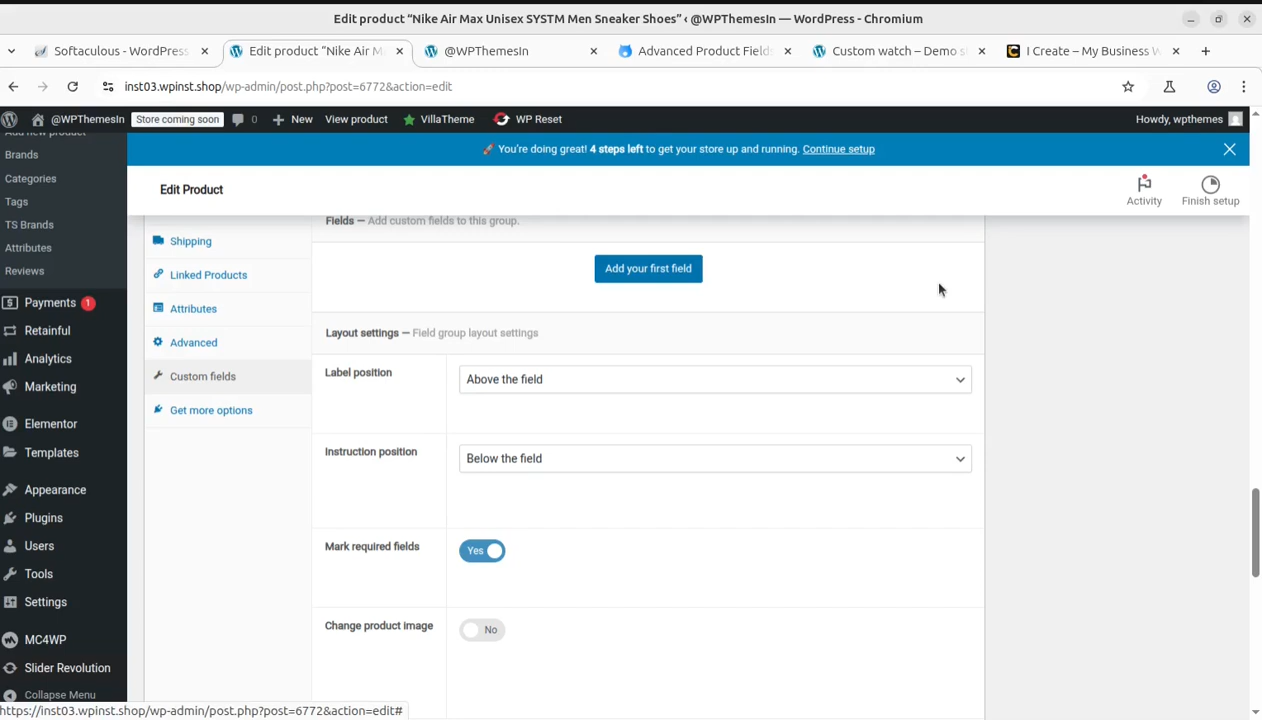 Edit product “Nike Air Max Unisex SYSTM Men Sneaker Shoes” ‹ @WPThemesIn — WordPress - Chromium
Softaculous - WordPress
Edit product “Nike Air M
@WPThemesIn
Advanced Product Field
Custom watch – Demo s
I Create – My Business W
inst03.wpinst.shop/wp-admin/post.php?post=6772&action=edit
@WPThemesIn
Store coming soon
0
New
View product
VillaTheme
WP Reset
Howdy, wpthemes
Add new product
Brands
Categories
Tags
TS Brands
Attributes
Reviews
Payments 1
Retainful
Analytics
Marketing
Elementor
Templates
Appearance
Plugins
Users
Tools
Settings
MC4WP
Slider Revolution
Collapse Menu
🚀 You're doing great! 4 steps left to get your store up and running. Continue setup
Edit Product
Activity
Finish setup
Shipping
Linked Products
Attributes
Advanced
Custom fields
Get more options
Fields — Add custom fields to this group.
Add your first field
Layout settings — Field group layout settings
Label position
Above the field
Instruction position
Below the field
Mark required fields
Yes
Change product image
No
https://inst03.wpinst.shop/wp-admin/post.php?post=6772&action=edit#